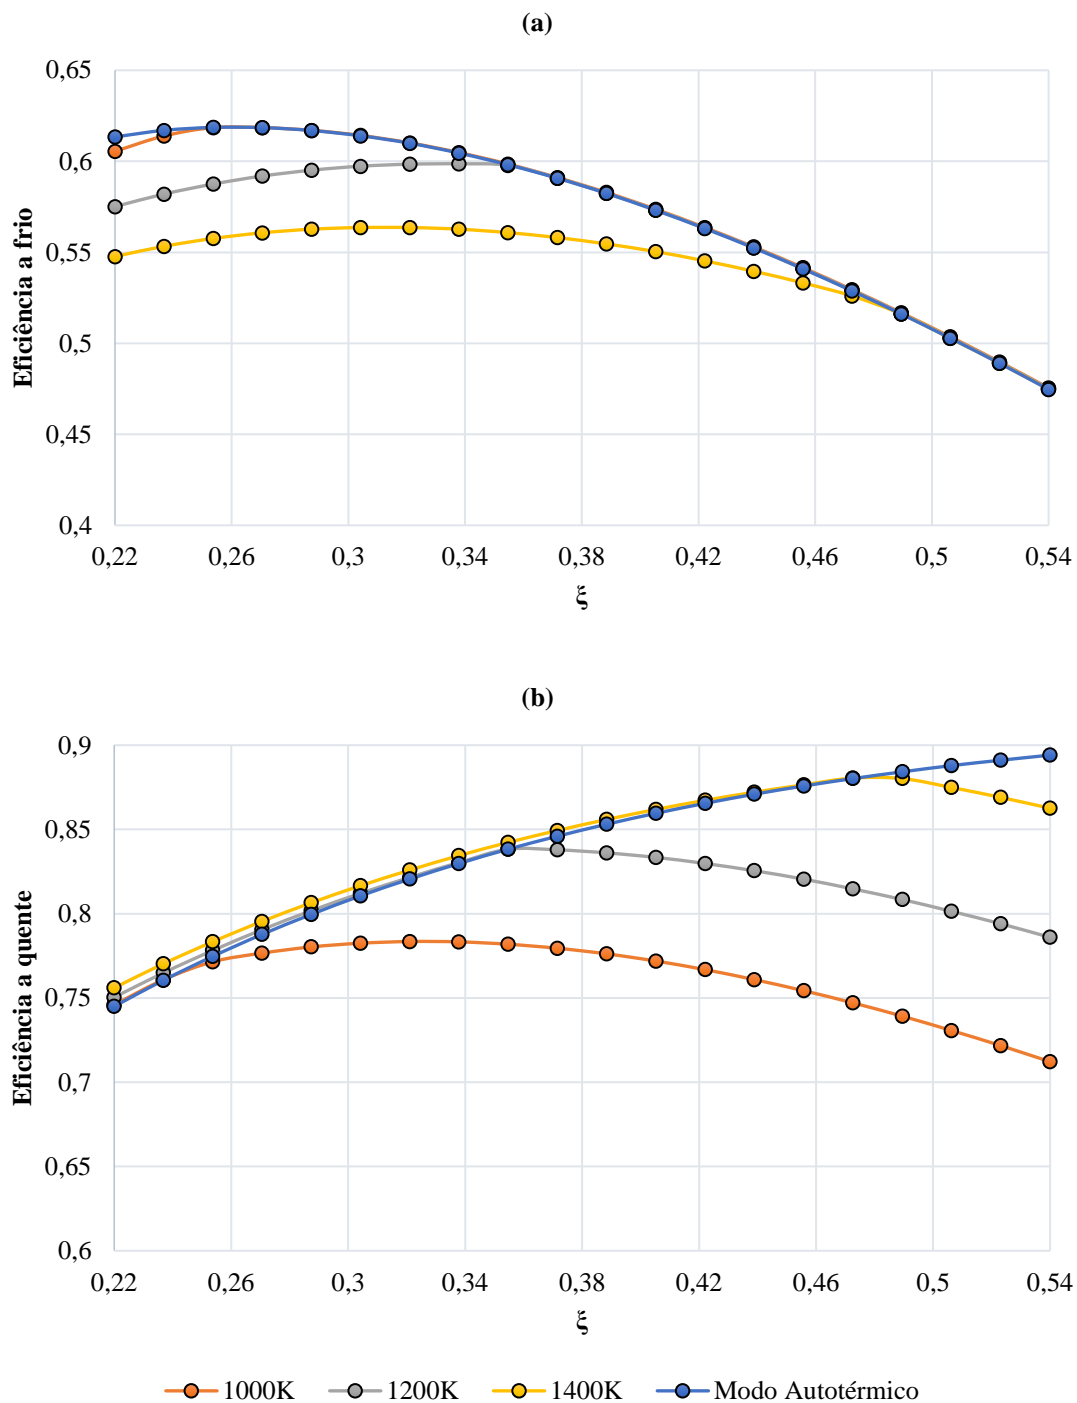 (a)
Eficiência a frio
0,65
0,6
0,55
0,5
0,45
0,4
0,22 0,26 0,3 0,34 0,38 0,42 0,46 0,5 0,54
ξ
(b)
Eficiência a quente
0,9
0,85
0,8
0,75
0,7
0,65
0,6
0,22 0,26 0,3 0,34 0,38 0,42 0,46 0,5 0,54
ξ
1000K 1200K 1400K Modo Autotérmico